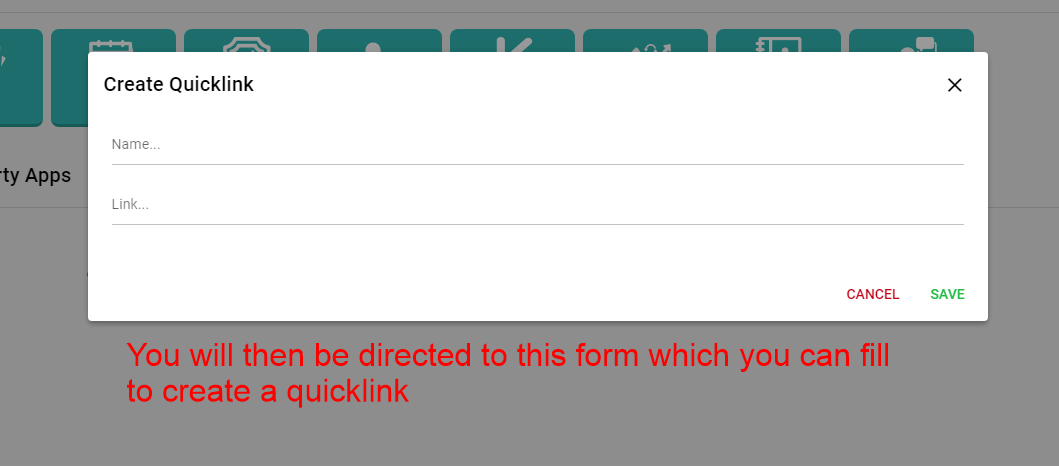 Create Quicklink
Name...
rty Apps
Link...
CANCEL SAVE
You will then be directed to this form which you can fill
to create a quicklink